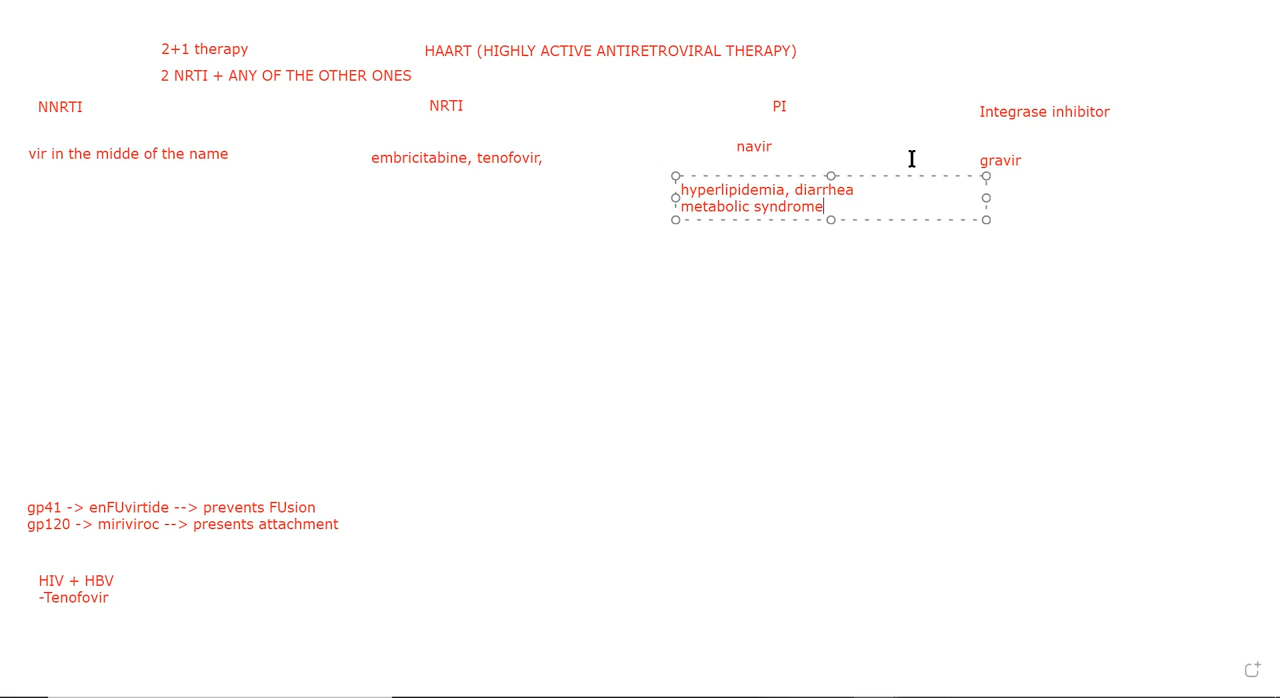 2+1 therapy
HAART (HIGHLY ACTIVE ANTIRETROVIRAL THERAPY)
2 NRTI + ANY OF THE OTHER ONES
NNRTI
NRTI
PI
Integrase inhibitor
vir in the midde of the name
embricitabine, tenofovir,
navir
gravir
hyperlipidemia, diarrhea
metabolic syndrome
gp41 -> enFUvirtide --> prevents FUsion
gp120 -> miriviroc --> presents attachment
HIV + HBV
-Tenofovir